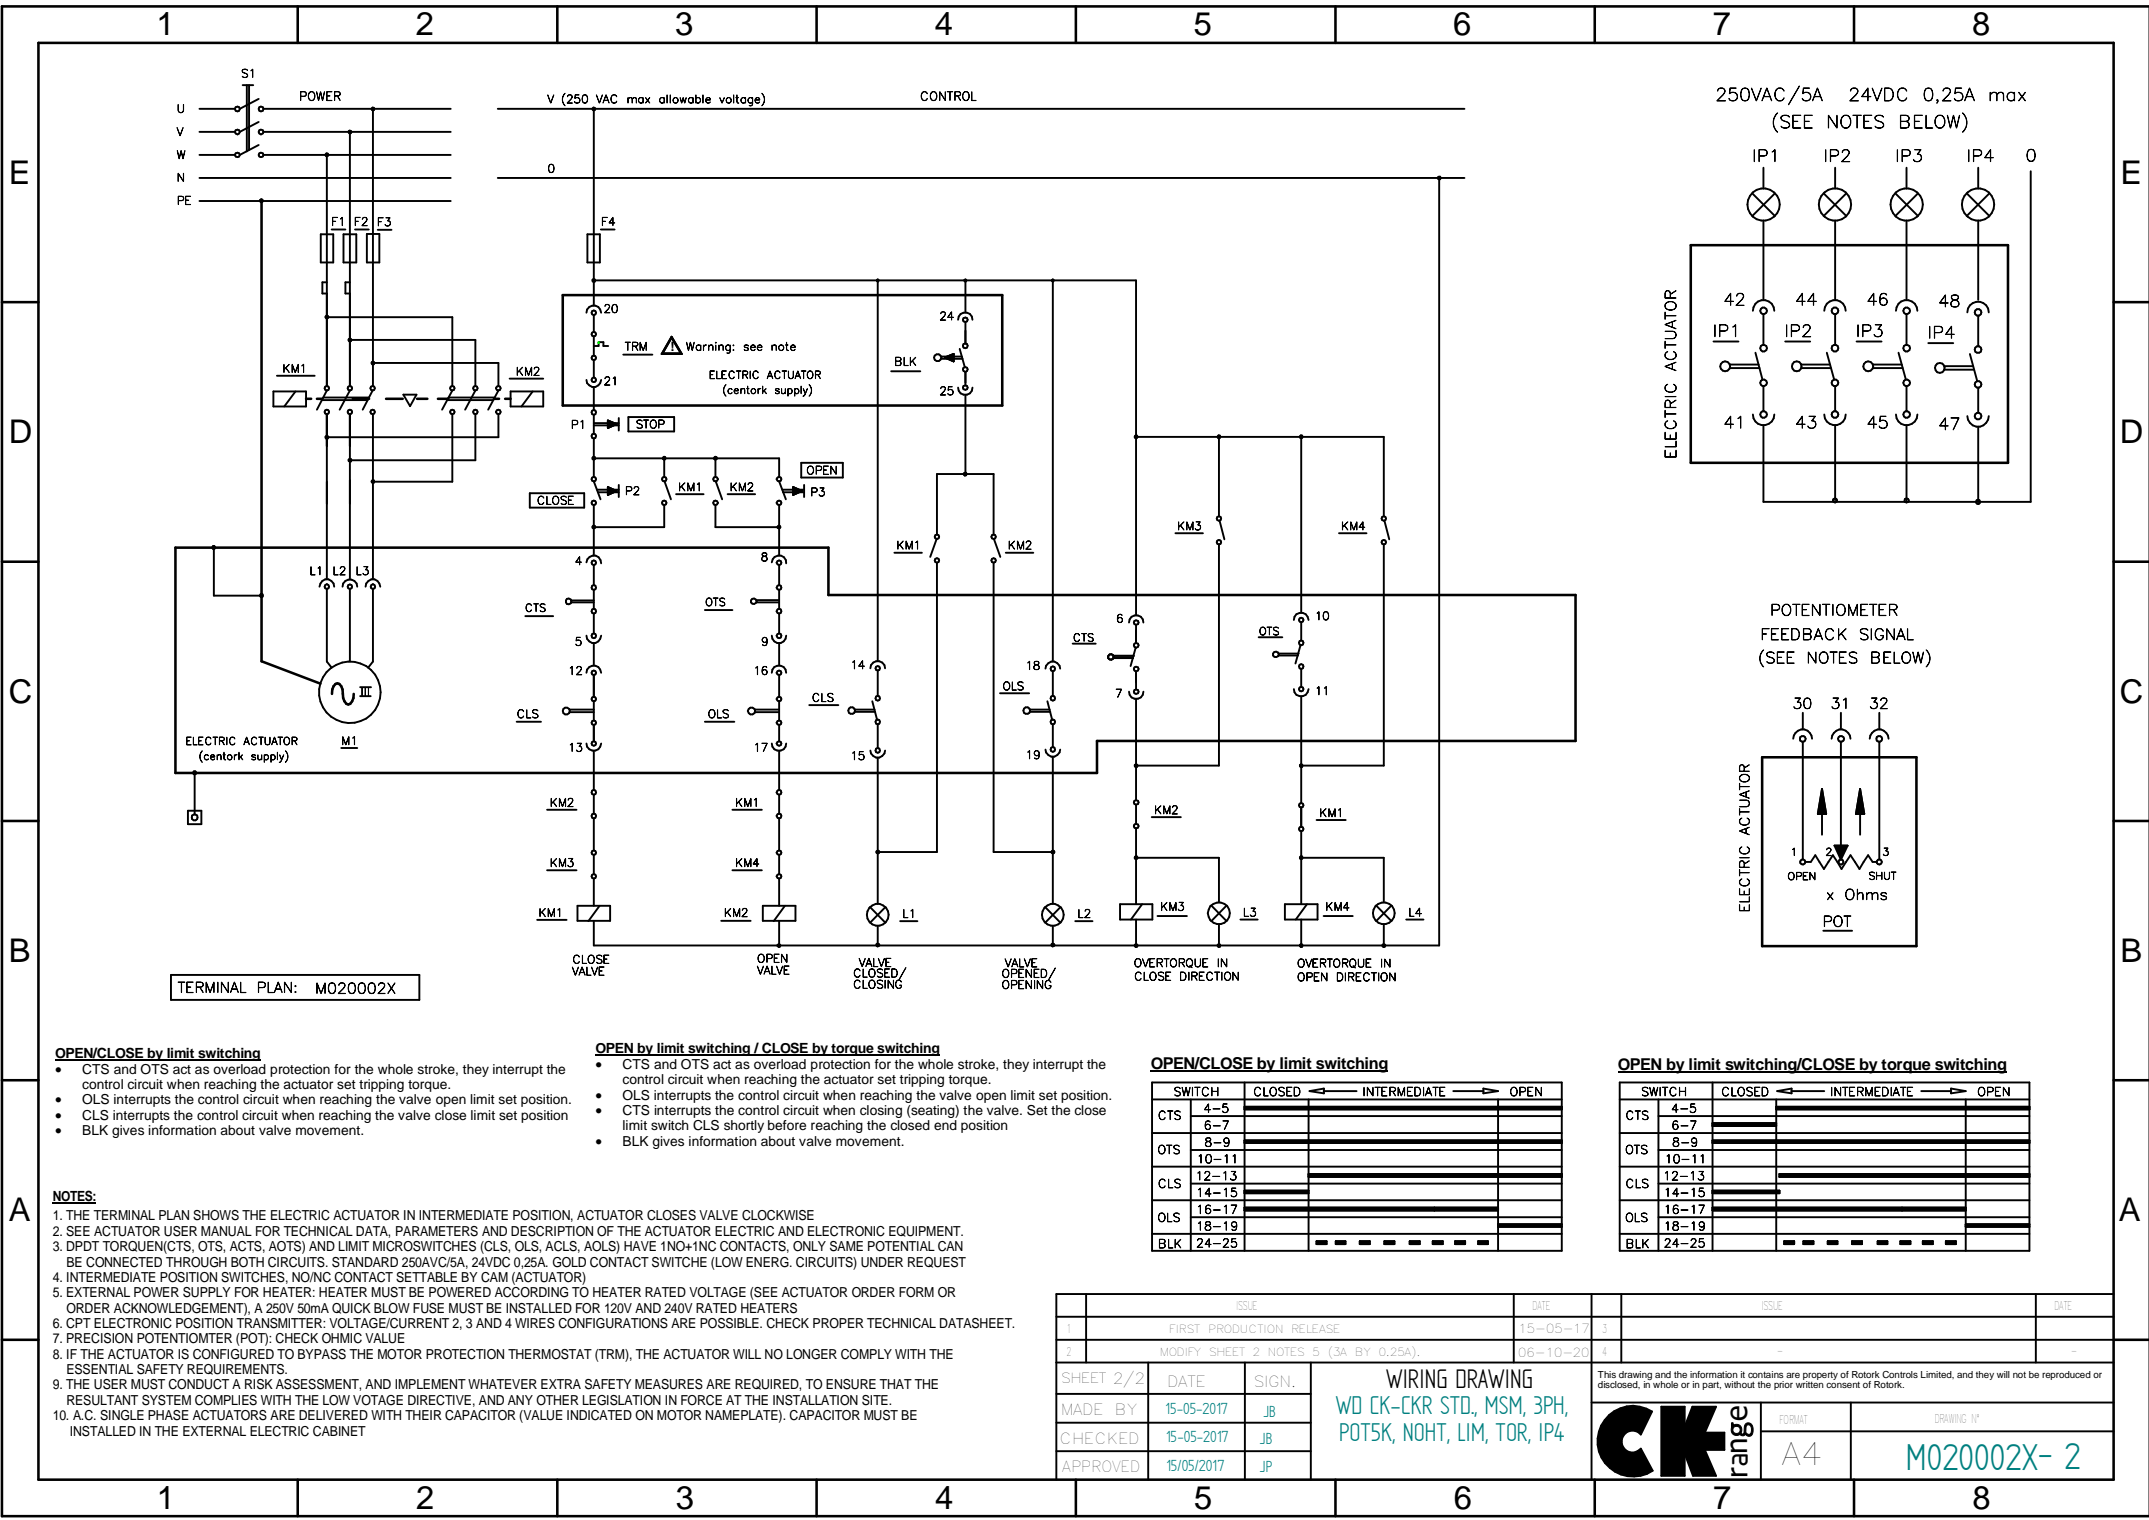 1 2 3 4 5 6 7 8
E E
D D
C C
B B
A A
S1
POWER
U
V
W
N
PE
V (250 VAC max allowable voltage)
CONTROL
0
F1 F2 F3
F4
KM1
KM2
20
TRM
Warning: see note
21
ELECTRIC ACTUATOR
(centork supply)
24
BLK
25
P1
STOP
CLOSE
P2
KM1
KM2
OPEN
P3
KM1
KM2
KM3
KM4
L1 L2 L3
M1
ELECTRIC ACTUATOR
(centork supply)
4
CTS
5
12
CLS
13
8
OTS
9
16
OLS
17
14
CLS
15
18
OLS
19
6
CTS
7
10
OTS
11
KM2
KM1
KM2
KM1
KM3
KM4
KM1
KM2
L1
L2
KM3
L3
KM4
L4
CLOSE
VALVE
OPEN
VALVE
VALVE
CLOSED/
CLOSING
VALVE
OPENED/
OPENING
OVERTORQUE IN
CLOSE DIRECTION
OVERTORQUE IN
OPEN DIRECTION
TERMINAL PLAN: M020002X
250VAC/5A 24VDC 0,25A max
(SEE NOTES BELOW)
IP1 IP2 IP3 IP4 0
ELECTRIC ACTUATOR
42 44 46 48
IP1 IP2 IP3 IP4
41 43 45 47
POTENTIOMETER
FEEDBACK SIGNAL
(SEE NOTES BELOW)
30 31 32
ELECTRIC ACTUATOR
1 2 3
OPEN SHUT
x Ohms
POT
OPEN/CLOSE by limit switching
• CTS and OTS act as overload protection for the whole stroke, they interrupt the
control circuit when reaching the actuator set tripping torque.
• OLS interrupts the control circuit when reaching the valve open limit set position.
• CLS interrupts the control circuit when reaching the valve close limit set position
• BLK gives information about valve movement.
OPEN by limit switching / CLOSE by torque switching
• CTS and OTS act as overload protection for the whole stroke, they interrupt the
control circuit when reaching the actuator set tripping torque.
• OLS interrupts the control circuit when reaching the valve open limit set position.
• CTS interrupts the control circuit when closing (seating) the valve. Set the close
limit switch CLS shortly before reaching the closed end position
• BLK gives information about valve movement.
OPEN/CLOSE by limit switching
SWITCH CLOSED INTERMEDIATE OPEN
CTS 4-5
6-7
OTS 8-9
10-11
CLS 12-13
14-15
OLS 16-17
18-19
BLK 24-25
OPEN by limit switching/CLOSE by torque switching
SWITCH CLOSED INTERMEDIATE OPEN
CTS 4-5
6-7
OTS 8-9
10-11
CLS 12-13
14-15
OLS 16-17
18-19
BLK 24-25
NOTES:
1. THE TERMINAL PLAN SHOWS THE ELECTRIC ACTUATOR IN INTERMEDIATE POSITION, ACTUATOR CLOSES VALVE CLOCKWISE
2. SEE ACTUATOR USER MANUAL FOR TECHNICAL DATA, PARAMETERS AND DESCRIPTION OF THE ACTUATOR ELECTRIC AND ELECTRONIC EQUIPMENT.
3. DPDT TORQUEN(CTS, OTS, ACTS, AOTS) AND LIMIT MICROSWITCHES (CLS, OLS, ACLS, AOLS) HAVE 1NO+1NC CONTACTS, ONLY SAME POTENTIAL CAN
BE CONNECTED THROUGH BOTH CIRCUITS. STANDARD 250AVC/5A, 24VDC 0,25A. GOLD CONTACT SWITCHE (LOW ENERG. CIRCUITS) UNDER REQUEST
4. INTERMEDIATE POSITION SWITCHES, NO/NC CONTACT SETTABLE BY CAM (ACTUATOR)
5. EXTERNAL POWER SUPPLY FOR HEATER: HEATER MUST BE POWERED ACCORDING TO HEATER RATED VOLTAGE (SEE ACTUATOR ORDER FORM OR
ORDER ACKNOWLEDGEMENT), A 250V 50mA QUICK BLOW FUSE MUST BE INSTALLED FOR 120V AND 240V RATED HEATERS
6. CPT ELECTRONIC POSITION TRANSMITTER: VOLTAGE/CURRENT 2, 3 AND 4 WIRES CONFIGURATIONS ARE POSSIBLE. CHECK PROPER TECHNICAL DATASHEET.
7. PRECISION POTENTIOMTER (POT): CHECK OHMIC VALUE
8. IF THE ACTUATOR IS CONFIGURED TO BYPASS THE MOTOR PROTECTION THERMOSTAT (TRM), THE ACTUATOR WILL NO LONGER COMPLY WITH THE
ESSENTIAL SAFETY REQUIREMENTS.
9. THE USER MUST CONDUCT A RISK ASSESSMENT, AND IMPLEMENT WHATEVER EXTRA SAFETY MEASURES ARE REQUIRED, TO ENSURE THAT THE
RESULTANT SYSTEM COMPLIES WITH THE LOW VOTAGE DIRECTIVE, AND ANY OTHER LEGISLATION IN FORCE AT THE INSTALLATION SITE.
10. A.C. SINGLE PHASE ACTUATORS ARE DELIVERED WITH THEIR CAPACITOR (VALUE INDICATED ON MOTOR NAMEPLATE). CAPACITOR MUST BE
INSTALLED IN THE EXTERNAL ELECTRIC CABINET
ISSUE DATE ISSUE DATE
1 FIRST PRODUCTION RELEASE 15-05-17 3
2 MODIFY SHEET 2 NOTES 5 (3A BY 0.25A). 06-10-20 4 - -
SHEET 2/2 DATE SIGN.
MADE BY 15-05-2017 JB
CHECKED 15-05-2017 JB
APPROVED 15/05/2017 JP
WIRING DRAWING
WD CK-CKR STD., MSM, 3PH,
POT5K, NOHT, LIM, TOR, IP4
This drawing and the information it contains are property of Rotork Controls Limited, and they will not be reproduced or
disclosed, in whole or in part, without the prior written consent of Rotork.
CK range
FORMAT
A4
DRAWING Nº
M020002X- 2
1 2 3 4 5 6 7 8